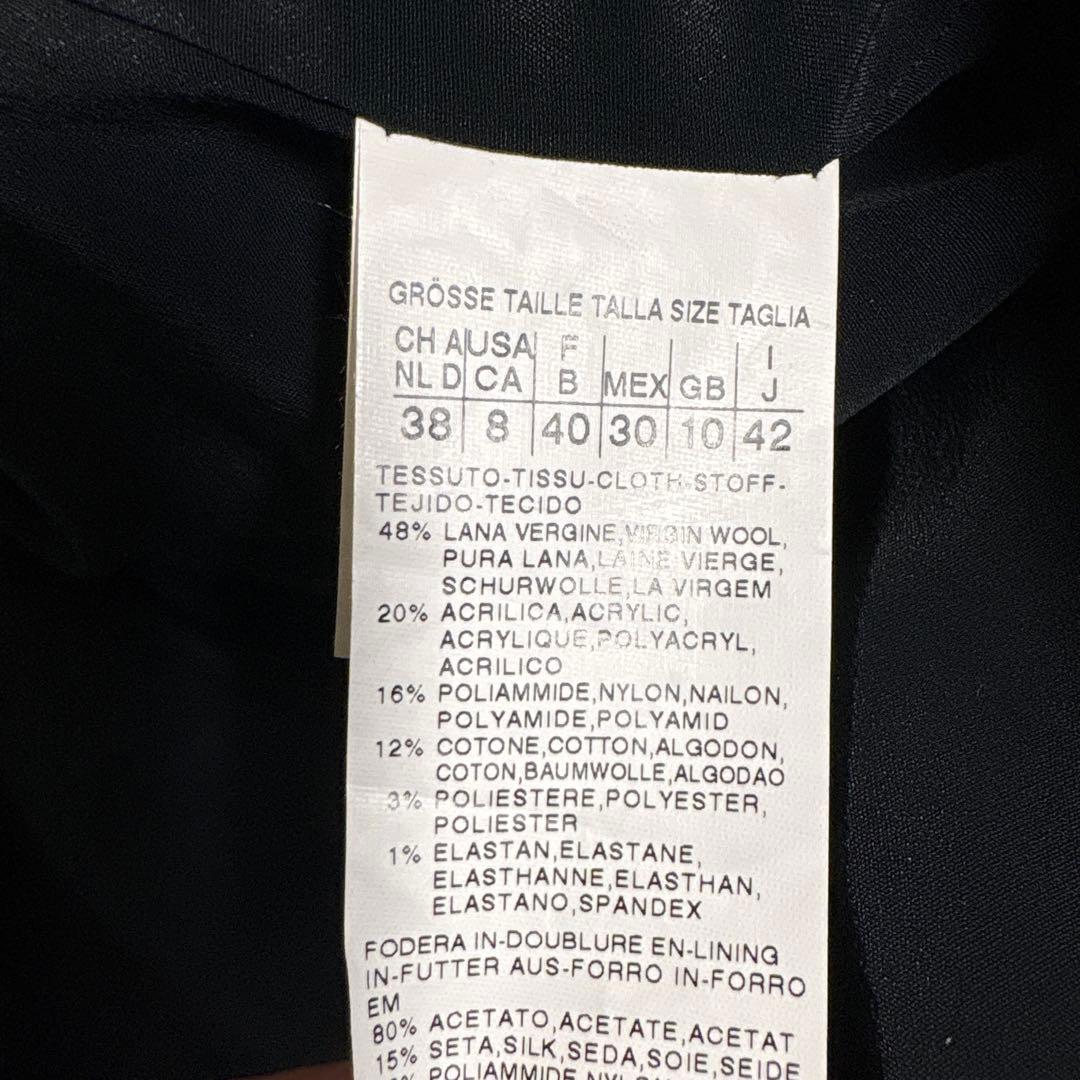 GRÖSSE TAILLE TALLA SIZE TAGLIA
CH A USA F I
NL D CA B MEX GB J
38 8 40 30 10 42
TESSUTO-TISSU-CLOTH-STOFF-
TEJIDO-TECIDO
48% LANA VERGINE,VIRGIN WOOL,
PURA LANA,LAINE VIERGE,
SCHURWOLLE,LA VIRGEM
20% ACRILICA,ACRYLIC,
ACRYLIQUE,POLYACRYL,
ACRILICO
16% POLIAMMIDE,NYLON,NAILON,
POLYAMIDE,POLYAMID
12% COTONE,COTTON,ALGODON,
COTON,BAUMWOLLE,ALGODAO
3% POLIESTERE,POLYESTER,
POLIESTER
1% ELASTAN,ELASTANE,
ELASTHANNE,ELASTHAN,
ELASTANO,SPANDEX
FODERA IN-DOUBLURE EN-LINING
IN-FUTTER AUS-FORRO IN-FORRO
EM
80% ACETATO,ACETATE,ACETAT
15% SETA,SILK,SEDA,SOIE,SEIDE
POLIAMMIDE